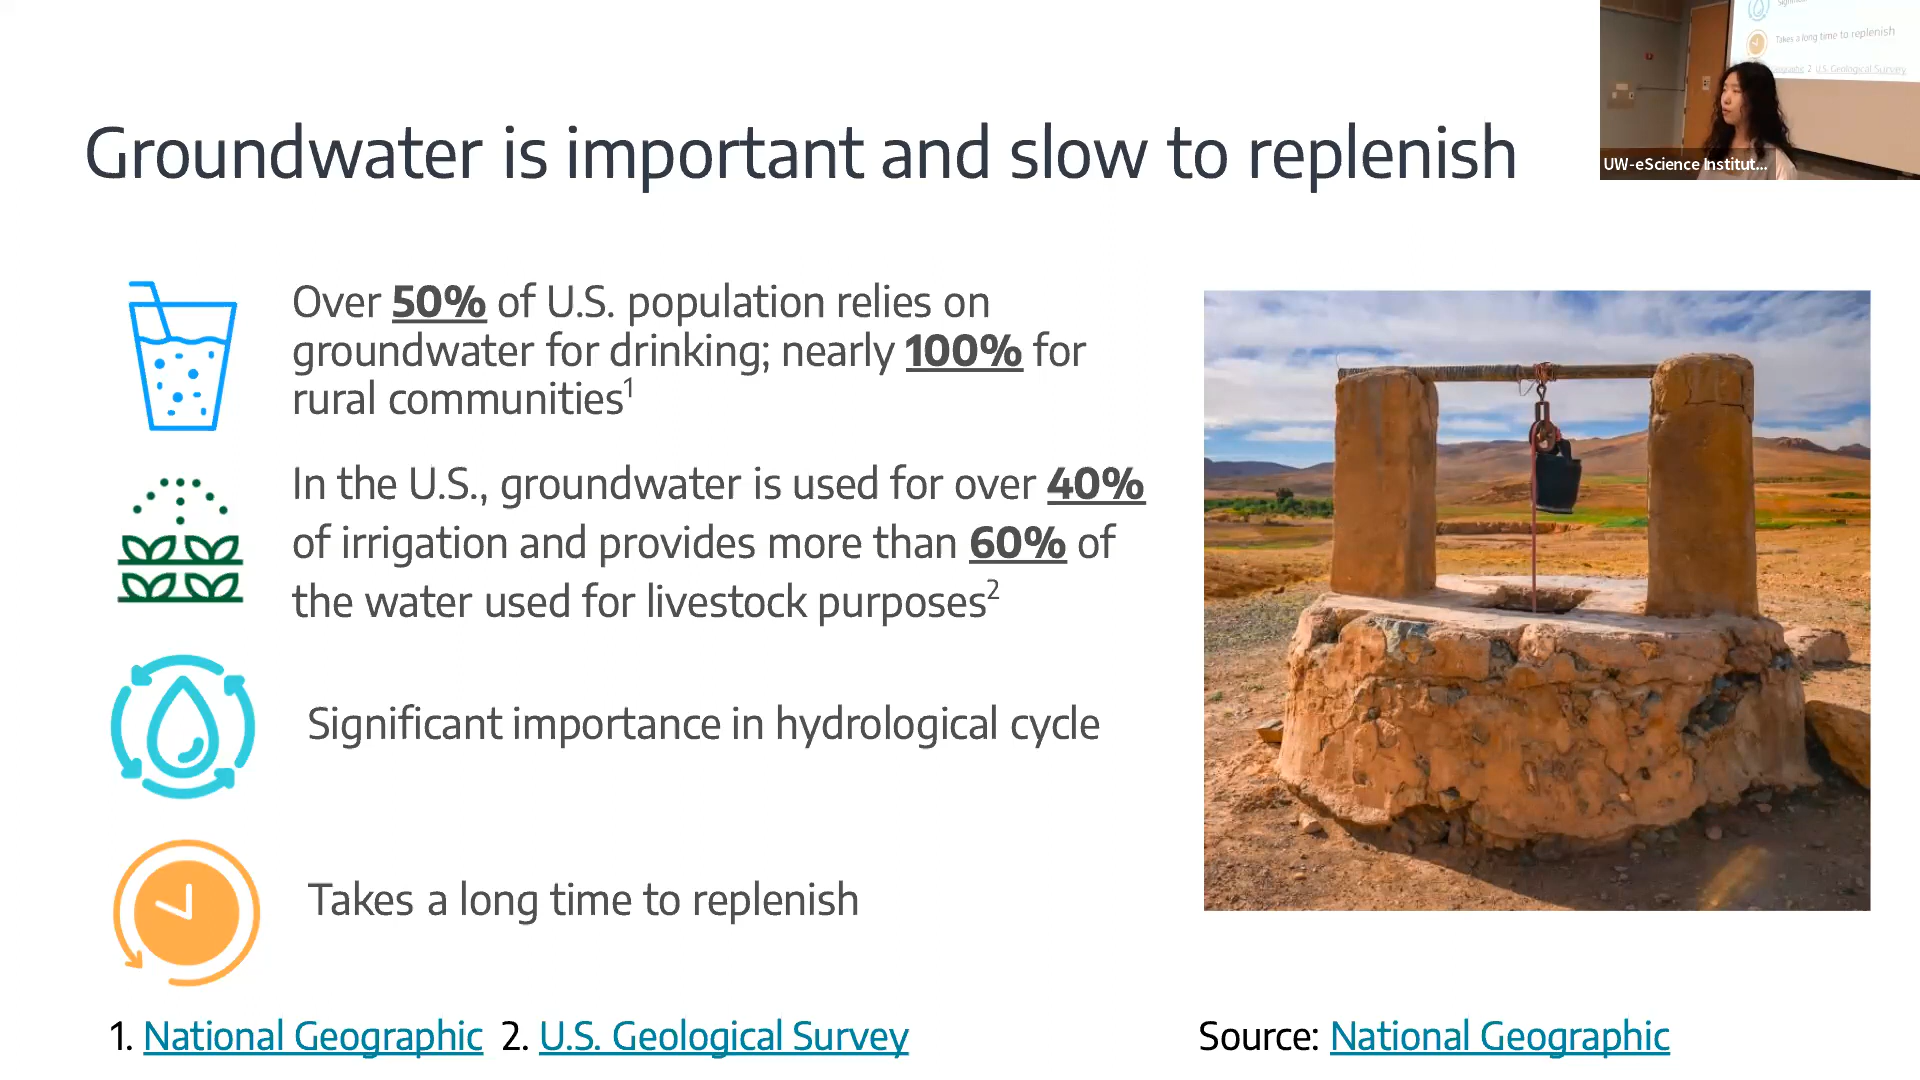 Groundwater is important and slow to replenish
Over 50% of U.S. population relies on
groundwater for drinking; nearly 100% for
rural communities1
In the U.S., groundwater is used for over 40%
of irrigation and provides more than 60% of
the water used for livestock purposes2
Significant importance in hydrological cycle
Takes a long time to replenish
1. National Geographic 2. U.S. Geological Survey
Source: National Geographic
Takes a long time to replenish
2 U.S. Geological Survey
UW-eScience Institut...